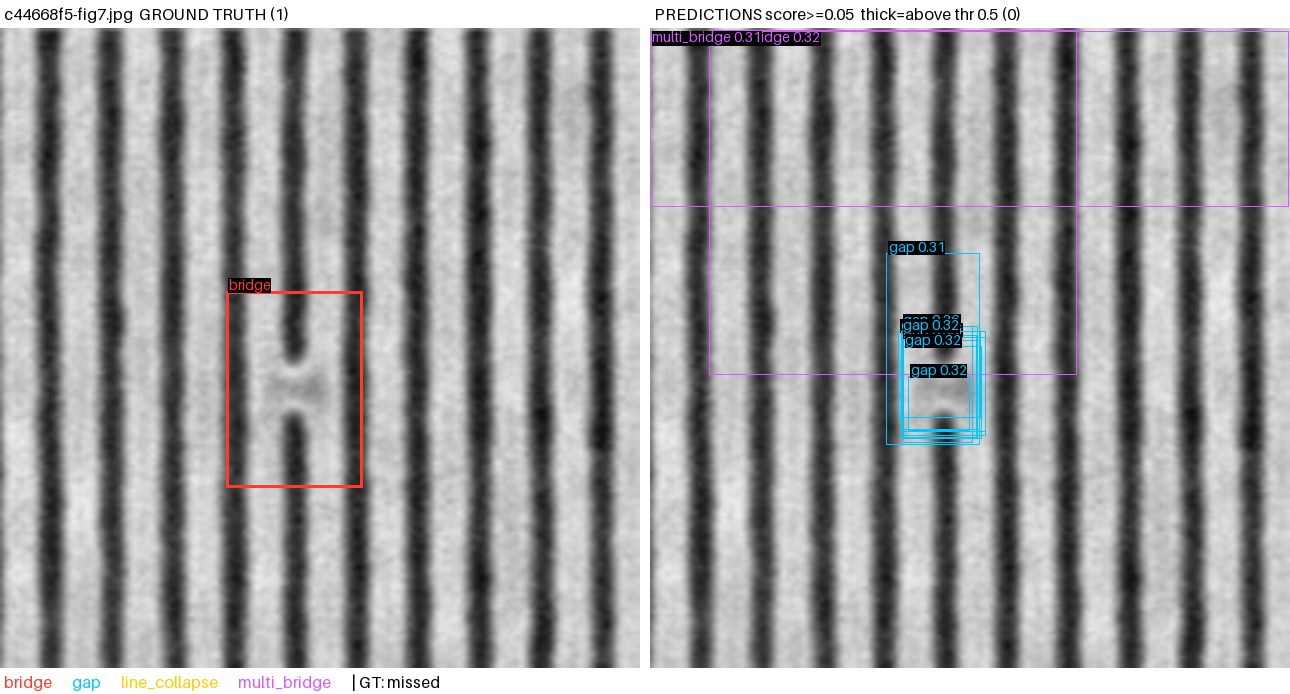 c44668f5-fig7.jpg GROUND TRUTH (1)
PREDICTIONS score>=0.05 thick=above thr 0.5 (0)
multi_bridge 0.31
idge 0.32
gap 0.31
bridge
gap 0.32
gap 0.32
gap 0.32
bridge gap line_collapse multi_bridge | GT: missed